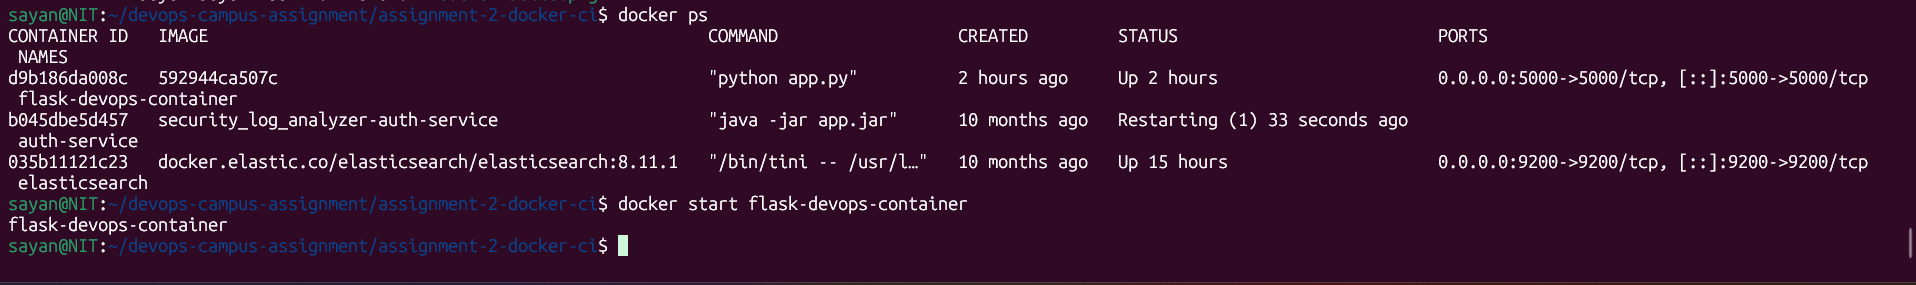 sayan@NIT:~/devops-campus-assignment/assignment-2-docker-ci$ docker ps
CONTAINER ID   IMAGE                                                  COMMAND                  CREATED         STATUS                          PORTS
 NAMES
d9b186da008c   592944ca507c                                           "python app.py"          2 hours ago     Up 2 hours                      0.0.0.0:5000->5000/tcp, [::]:5000->5000/tcp
 flask-devops-container
b045dbe5d457   security_log_analyzer-auth-service                     "java -jar app.jar"      10 months ago   Restarting (1) 33 seconds ago
 auth-service
035b11121c23   docker.elastic.co/elasticsearch/elasticsearch:8.11.1   "/bin/tini -- /usr/l…"   10 months ago   Up 15 hours                     0.0.0.0:9200->9200/tcp, [::]:9200->9200/tcp
 elasticsearch
sayan@NIT:~/devops-campus-assignment/assignment-2-docker-ci$ docker start flask-devops-container
flask-devops-container
sayan@NIT:~/devops-campus-assignment/assignment-2-docker-ci$